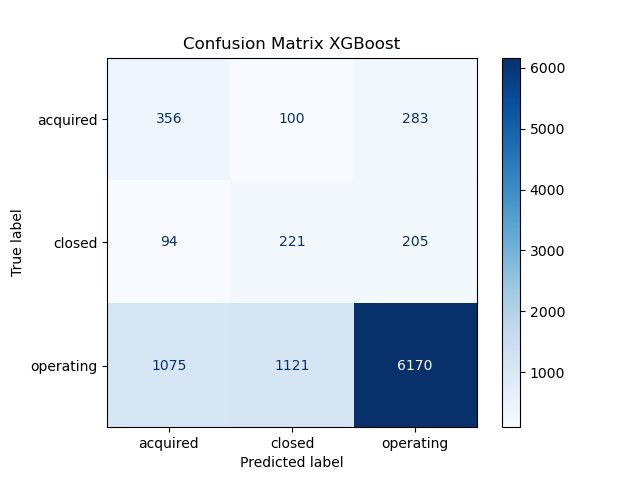 Confusion Matrix XGBoost
True label
acquired
356 100 283
closed
94 221 205
operating
1075 1121 6170
acquired closed operating
Predicted label
6000
5000
4000
3000
2000
1000